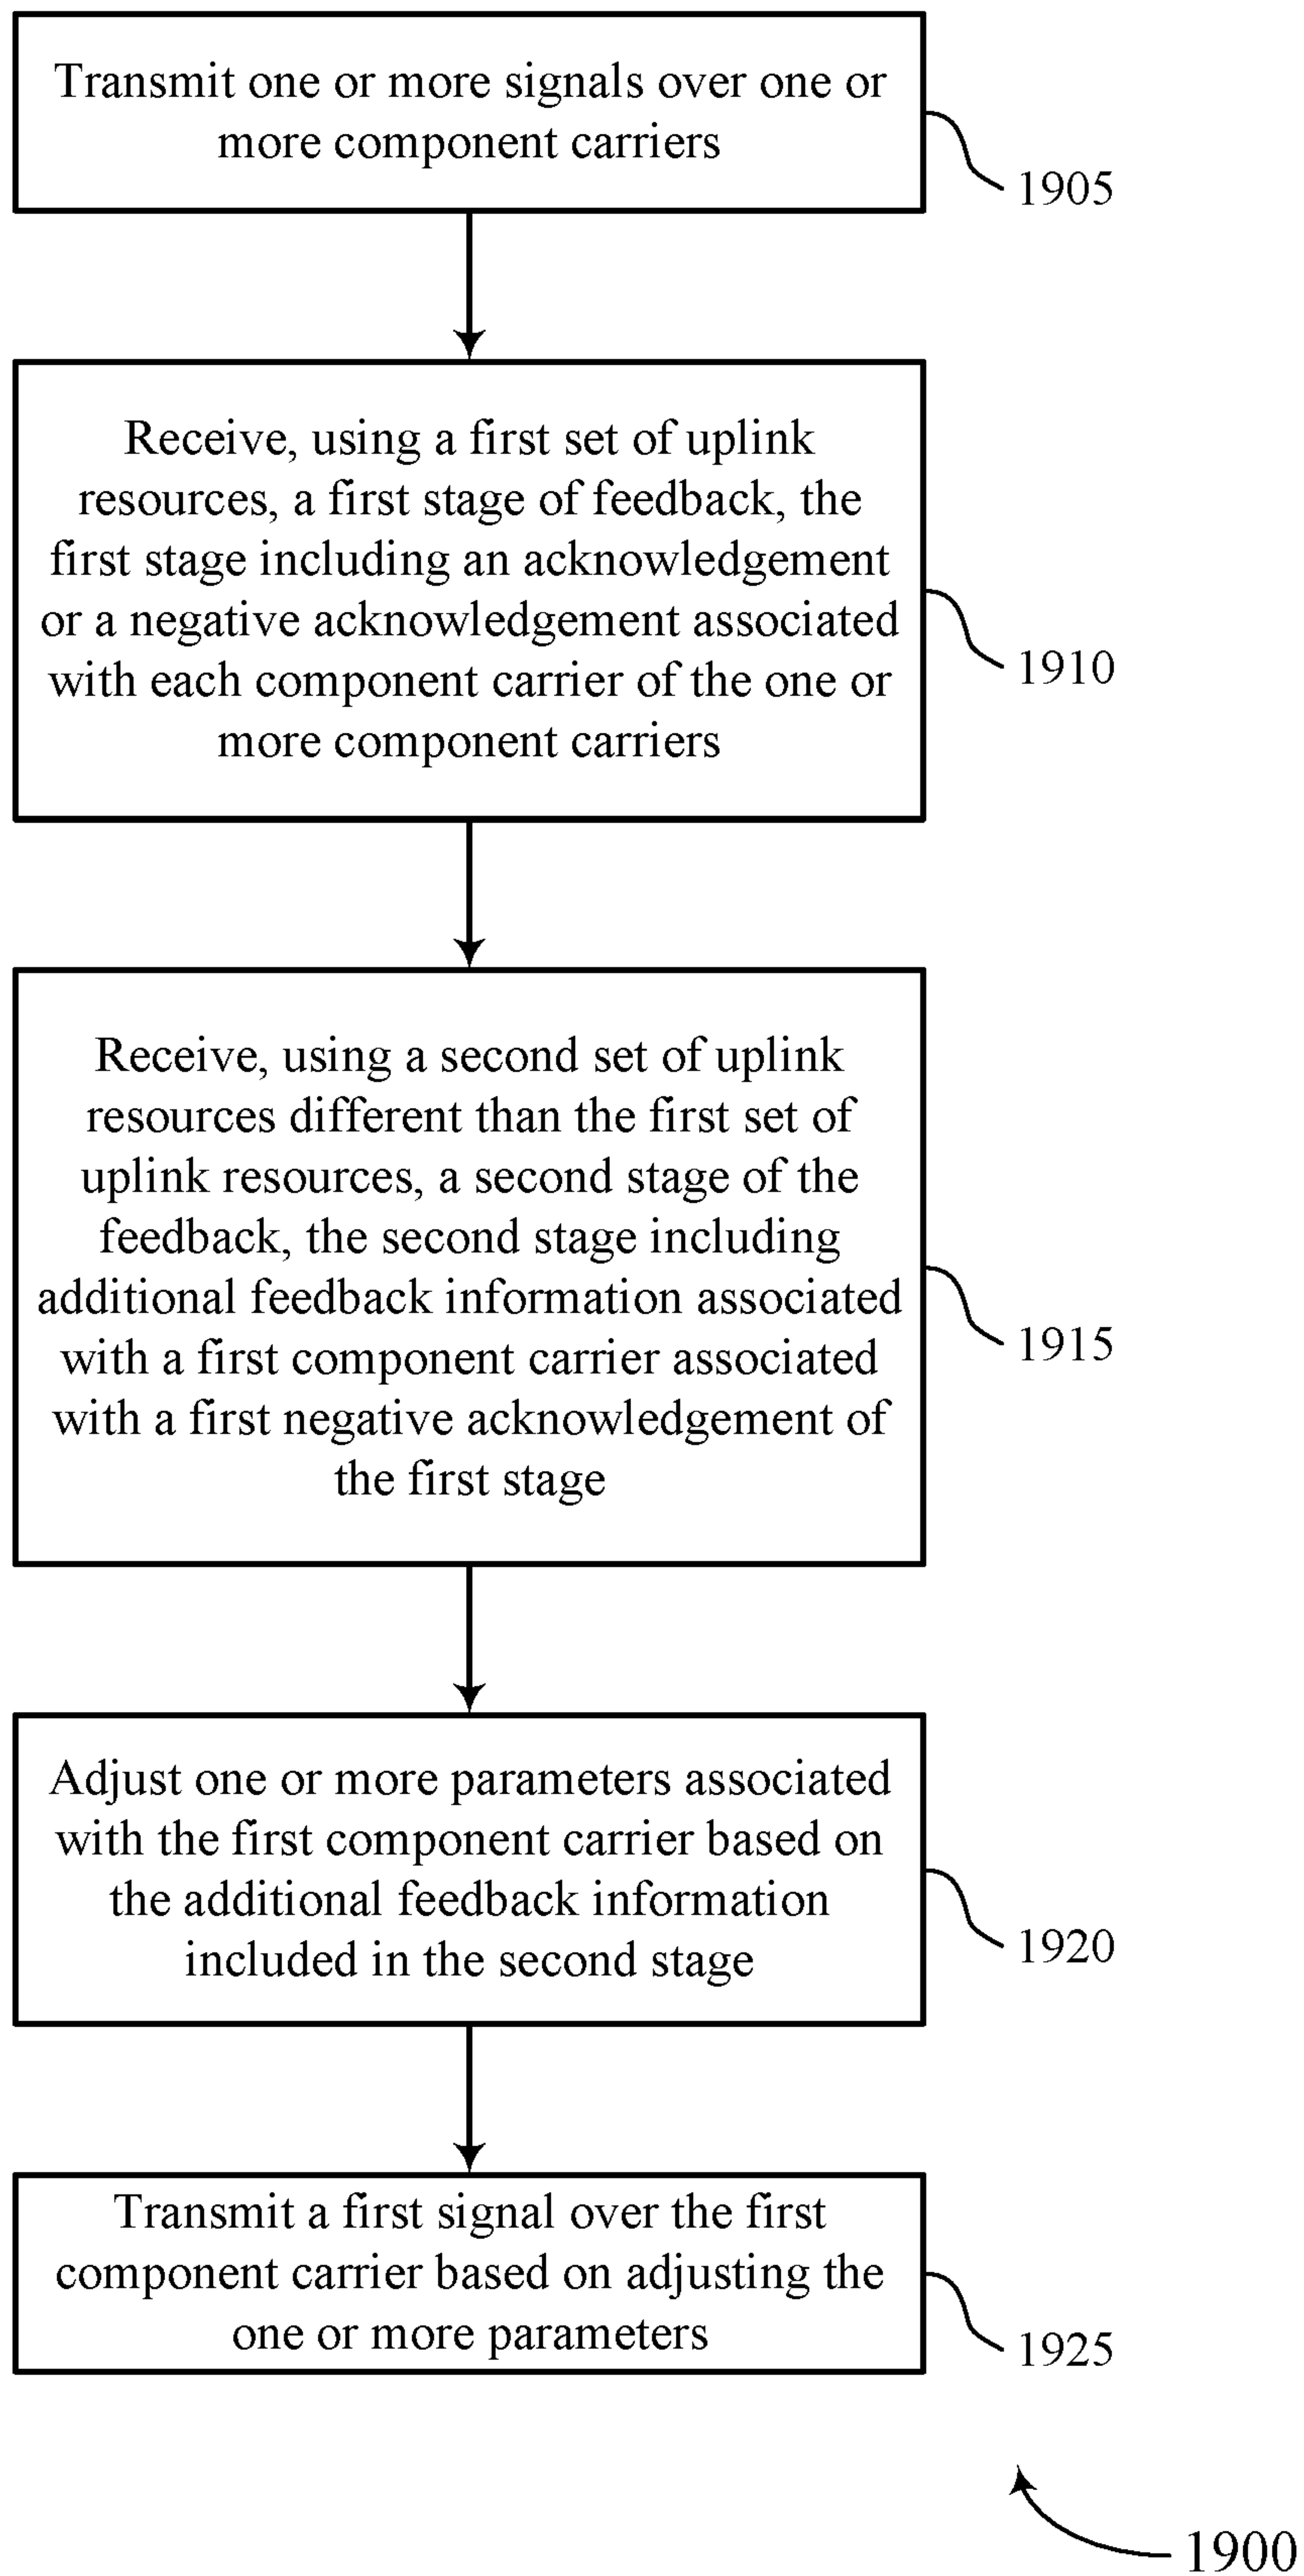 Transmit one or more signals over one or
more component carriers
1905
Receive, using a first set of uplink
resources, a first stage of feedback, the
first stage including an acknowledgement
or a negative acknowledgement associated
with each component carrier of the one or
more component carriers
1910
Receive, using a second set of uplink
resources different than the first set of
uplink resources, a second stage of the
feedback, the second stage including
additional feedback information associated
with a first component carrier associated
with a first negative acknowledgement of
the first stage
1915
Adjust one or more parameters associated
with the first component carrier based on
the additional feedback information
included in the second stage
1920
Transmit a first signal over the first
component carrier based on adjusting the
one or more parameters
1925
1900